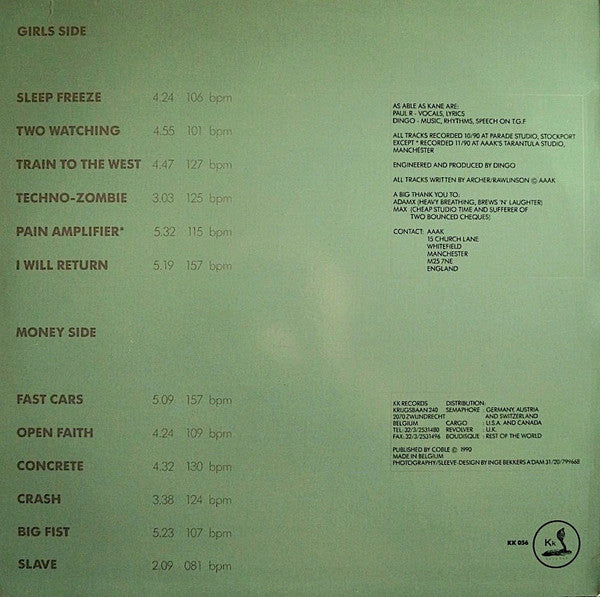 GIRLS SIDE
SLEEP FREEZE 4.24 106 bpm
TWO WATCHING 4.55 101 bpm
TRAIN TO THE WEST 4.47 127 bpm
TECHNO-ZOMBIE 3.03 125 bpm
PAIN AMPLIFIER* 5.32 115 bpm
I WILL RETURN 5.19 157 bpm
AS ABLE AS KANE ARE:
PAUL R - VOCALS, LYRICS
DINGO - MUSIC, RHYTHMS, SPEECH ON T.G.F
ALL TRACKS RECORDED 10/90 AT PARADE STUDIO, STOCKPORT
EXCEPT * RECORDED 11/90 AT AAAK'S TARANTULA STUDIO,
MANCHESTER
ENGINEERED AND PRODUCED BY DINGO
ALL TRACKS WRITTEN BY ARCHER/RAWLINSON © AAAK
A BIG THANK YOU TO:
ADAMX (HEAVY BREATHING, BREWS 'N' LAUGHTER)
MAX (CHEAP STUDIO TIME AND SUFFERER OF
TWO BOUNCED CHEQUES)
CONTACT: AAAK
15 CHURCH LANE
WHITEFIELD
MANCHESTER
M25 7NE
ENGLAND
MONEY SIDE
FAST CARS 5.09 157 bpm
OPEN FAITH 4.24 109 bpm
CONCRETE 4.32 130 bpm
CRASH 3.38 124 bpm
BIG FIST 5.23 107 bpm
SLAVE 2.09 081 bpm
KK RECORDS DISTRIBUTION:
KRIJGSBAAN 240 SEMAPHORE : GERMANY, AUSTRIA
2070 ZWIJNDRECHT AND SWITZERLAND
BELGIUM CARGO : U.S.A. AND CANADA
TEL: 32/3/2531480 REVOLVER : U.K.
FAX: 32/3/2531496 BOUDISQUE : REST OF THE WORLD
PUBLISHED BY COBLE © 1990
MADE IN BELGIUM
PHOTOGRAPHY/SLEEVE-DESIGN BY INGE BEKKERS A'DAM 31/20/799668
KK 056
Kk